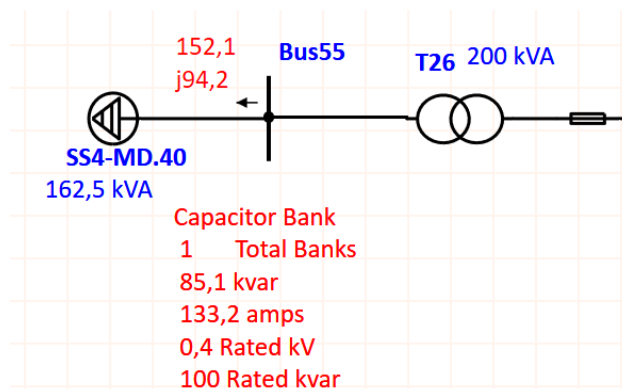 152,1
j94,2
Bus55
T26
200 kVA
SS4-MD.40
162,5 kVA
Capacitor Bank
1 Total Banks
85,1 kvar
133,2 amps
0,4 Rated kV
100 Rated kvar